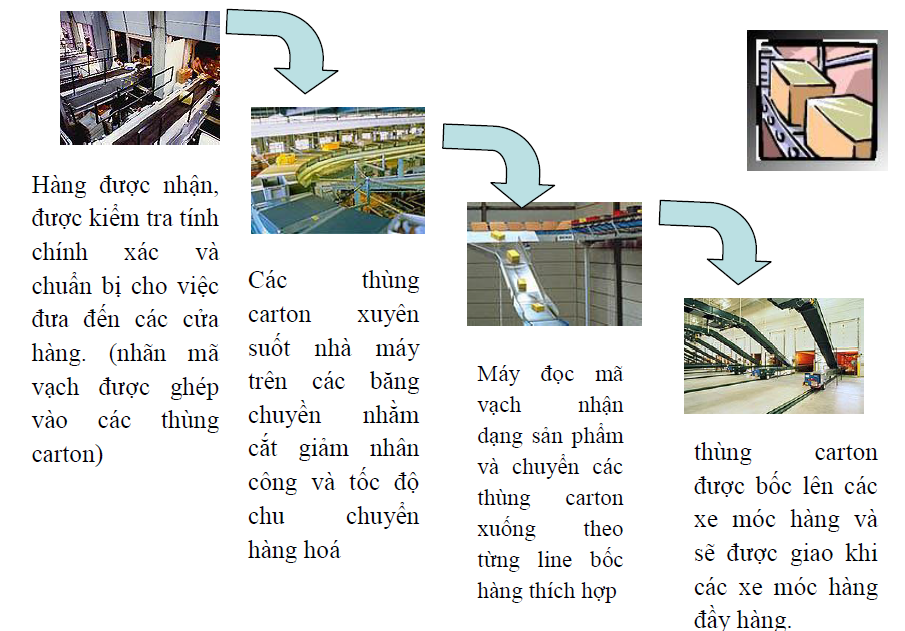 Hàng được nhận,
được kiểm tra tính
chính xác và
chuẩn bị cho việc
đưa đến các cửa
hàng. (nhãn mã
vạch được ghép
vào các thùng
carton)
Các thùng
carton xuyên
suốt nhà máy
trên các băng
chuyền nhằm
cắt giảm nhân
công và tốc độ
chu chuyển
hàng hoá
Máy đọc mã
vạch nhận
dạng sản phẩm
và chuyển các
thùng carton
xuống theo
từng line bốc
hàng thích hợp
thùng carton
được bốc lên các
xe móc hàng và
sẽ được giao khi
các xe móc hàng
đầy hàng.